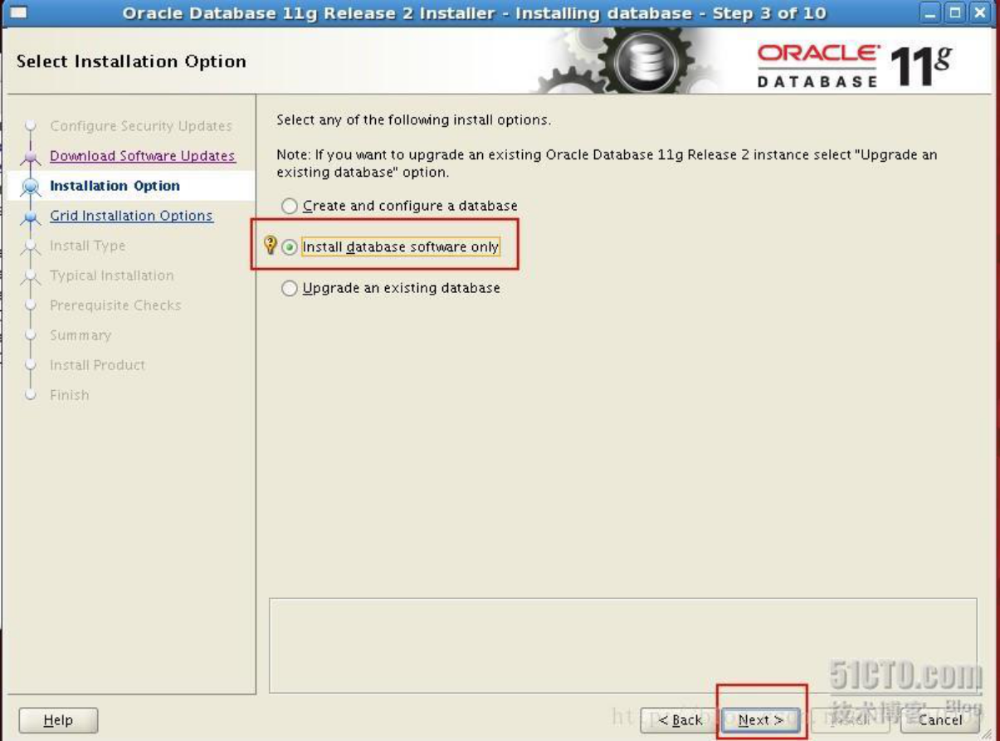 Oracle Database 11g Release 2 Installer - Installing database - Step 3 of 10
Select Installation Option
ORACLE
DATABASE
11g
Configure Security Updates
Download Software Updates
Installation Option
Grid Installation Options
Install Type
Typical Installation
Prerequisite Checks
Summary
Install Product
Finish
Select any of the following install options.
Note: If you want to upgrade an existing Oracle Database 11g Release 2 instance select "Upgrade an
existing database" option.
Create and configure a database
Install database software only
Upgrade an existing database
51CTO.com
技术博客 Blog
Help
< Back
Next >
Install
Cancel